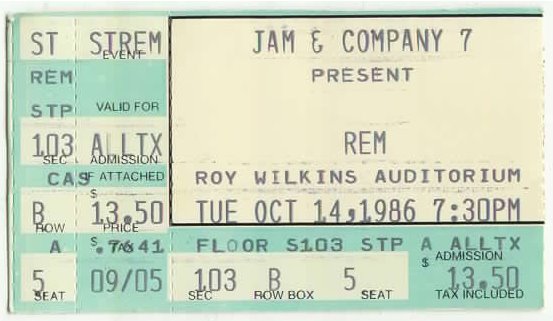 ST STREM JAM & COMPANY 7
EVENT
REM PRESENT
STP VALID FOR
103 ALLTX REM
SEC ADMISSION
CAS IF ATTACHED ROY WILKINS AUDITORIUM
$
B 13.50 TUE OCT 14,1986 7:30PM
ROW PRICE
A $ .7641 FLOOR S103 STP A ALLTX
TAX ADMISSION
5 09/05 103 B 5 $ 13.50
SEAT SEC ROW BOX SEAT TAX INCLUDED